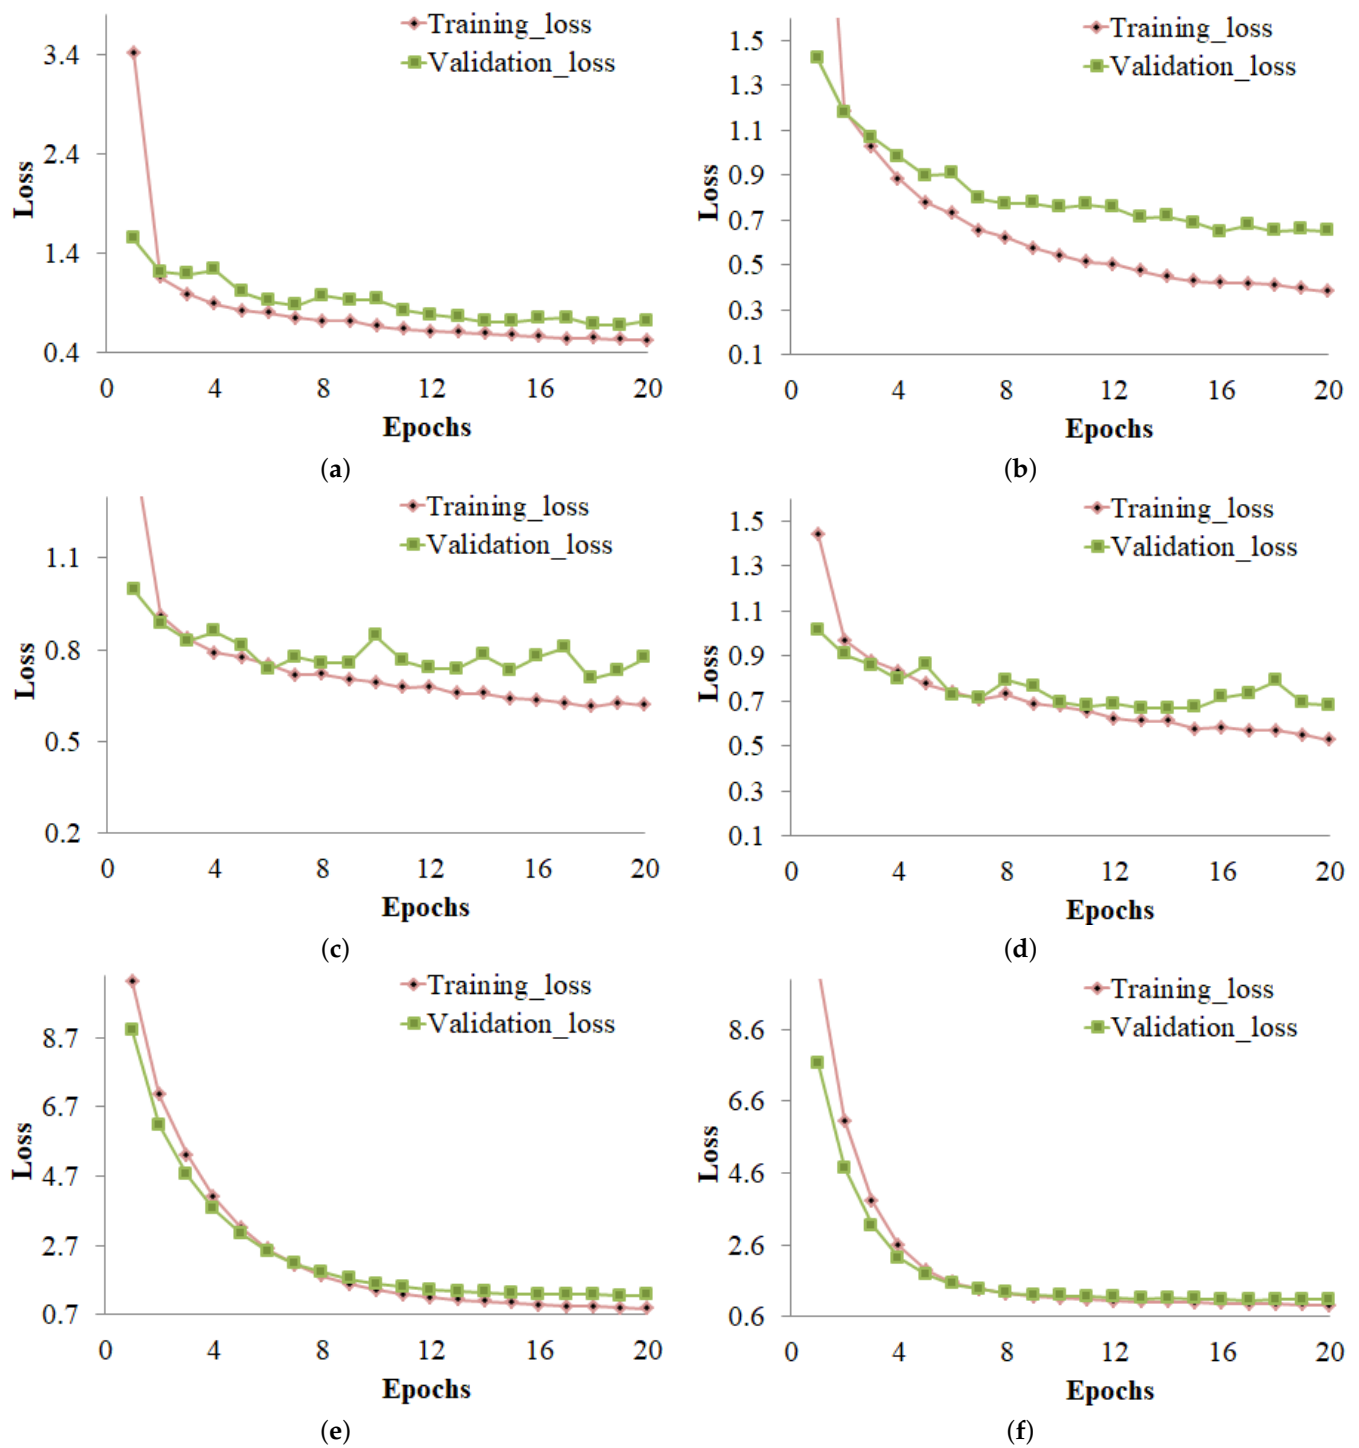 Training_loss
Validation_loss
3.4
2.4
1.4
0.4
Loss
0 4 8 12 16 20
Epochs
(a)
Training_loss
Validation_loss
1.5
1.3
1.1
0.9
0.7
0.5
0.3
0.1
Loss
0 4 8 12 16 20
Epochs
(b)
Training_loss
Validation_loss
1.1
0.8
0.5
0.2
Loss
0 4 8 12 16 20
Epochs
(c)
Training_loss
Validation_loss
1.5
1.3
1.1
0.9
0.7
0.5
0.3
0.1
Loss
0 4 8 12 16 20
Epochs
(d)
Training_loss
Validation_loss
8.7
6.7
4.7
2.7
0.7
Loss
0 4 8 12 16 20
Epochs
(e)
Training_loss
Validation_loss
8.6
6.6
4.6
2.6
0.6
Loss
0 4 8 12 16 20
Epochs
(f)